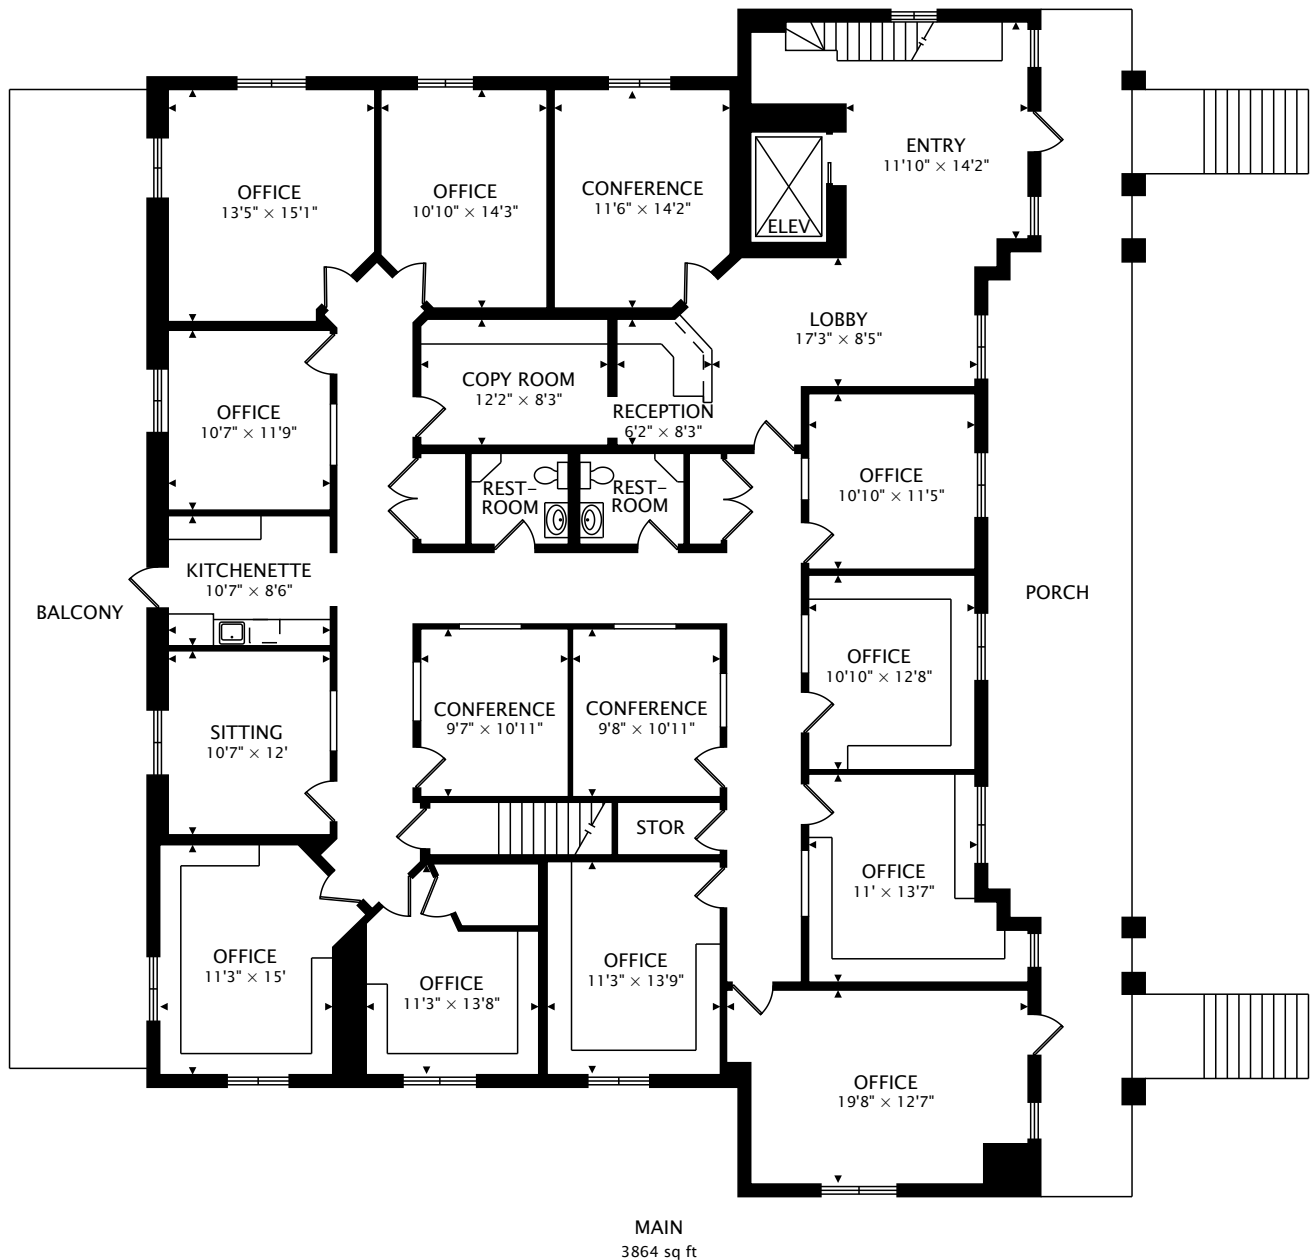 ENTRY
11'10" × 14'2"
OFFICE
13'5" × 15'1"
OFFICE
10'10" × 14'3"
CONFERENCE
11'6" × 14'2"
ELEV
LOBBY
17'3" × 8'5"
COPY ROOM
12'2" × 8'3"
RECEPTION
6'2" × 8'3"
OFFICE
10'7" × 11'9"
OFFICE
10'10" × 11'5"
REST-
ROOM
REST-
ROOM
KITCHENETTE
10'7" × 8'6"
BALCONY
PORCH
OFFICE
10'10" × 12'8"
SITTING
10'7" × 12'
CONFERENCE
9'7" × 10'11"
CONFERENCE
9'8" × 10'11"
STOR
OFFICE
11' × 13'7"
OFFICE
11'3" × 15'
OFFICE
11'3" × 13'8"
OFFICE
11'3" × 13'9"
OFFICE
19'8" × 12'7"
MAIN
3864 sq ft